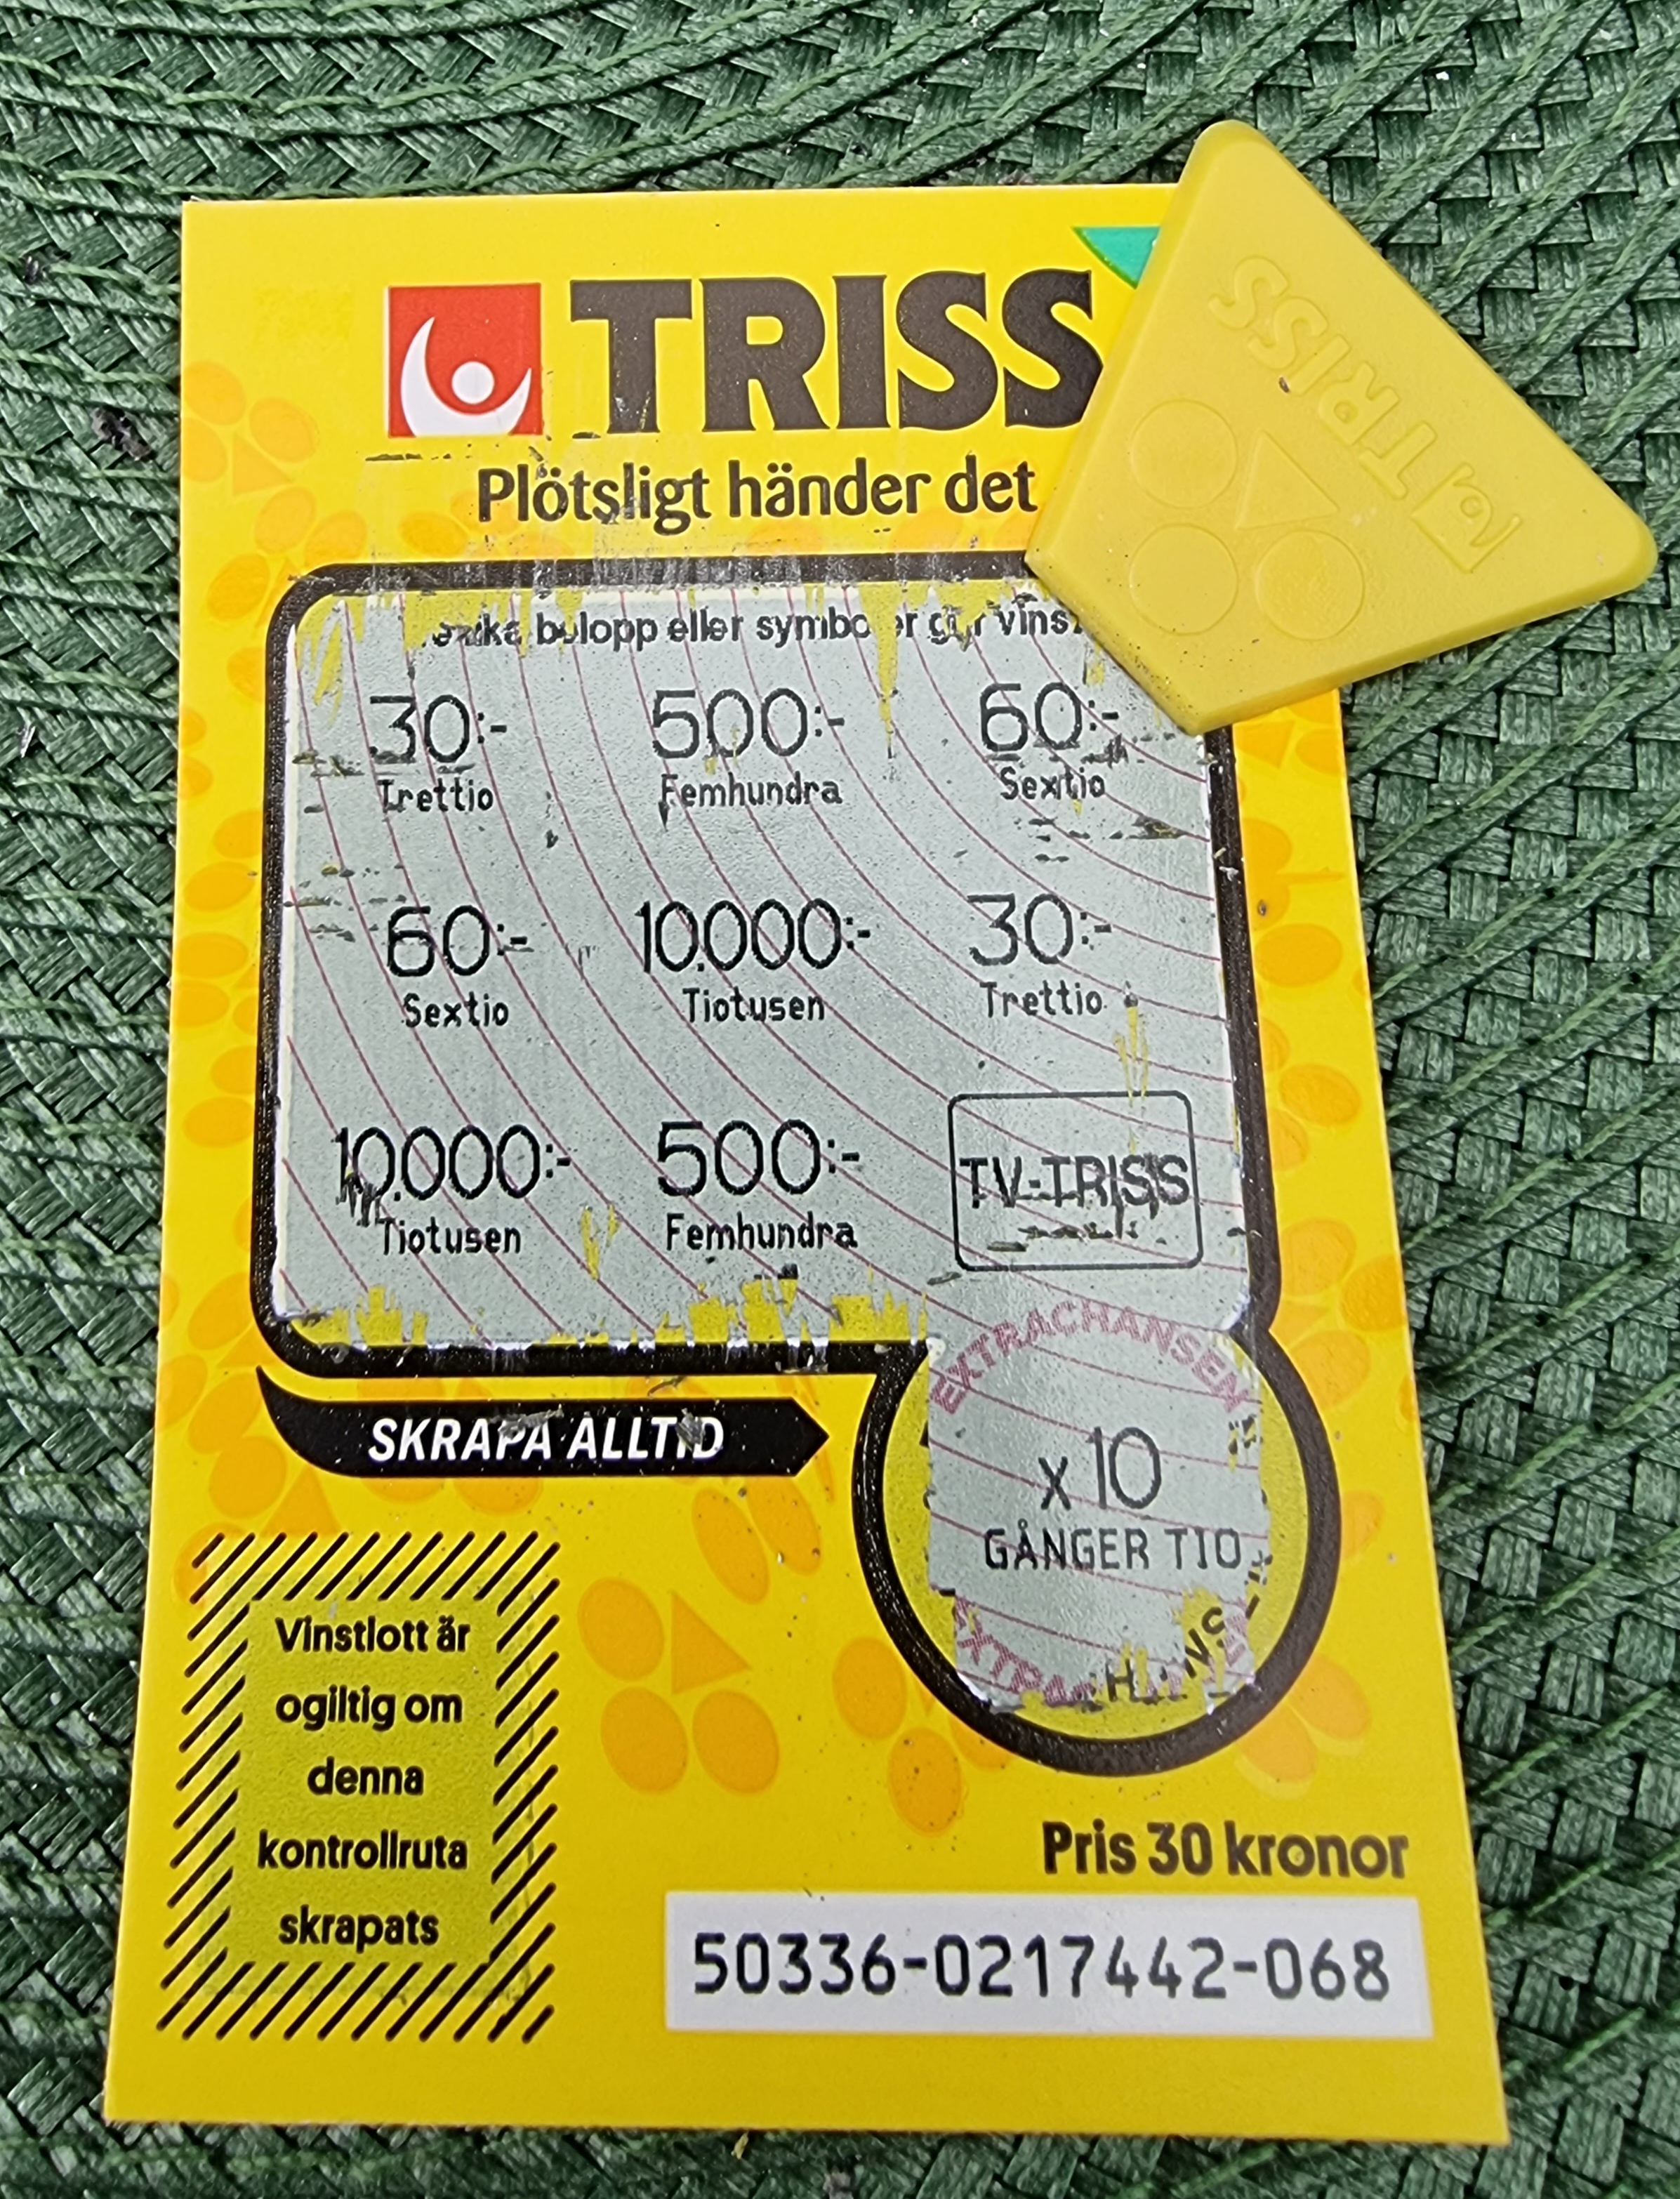 TRISS
Plötsligt händer det
TRISS
lika belopp eller symboler ger vinst
30:- 500:- 60:-
Trettio Femhundra Sextio
60:- 10.000:- 30:-
Sextio Tiotusen Trettio
10.000:- 500:- TV-TRISS
Tiotusen Femhundra
EXTRACHANSEN
SKRAPA ALLTID
x 10
GÅNGER TIO
Vinstlott är
ogiltig om
denna
kontrollruta
skrapats
Pris 30 kronor
50336-0217442-068